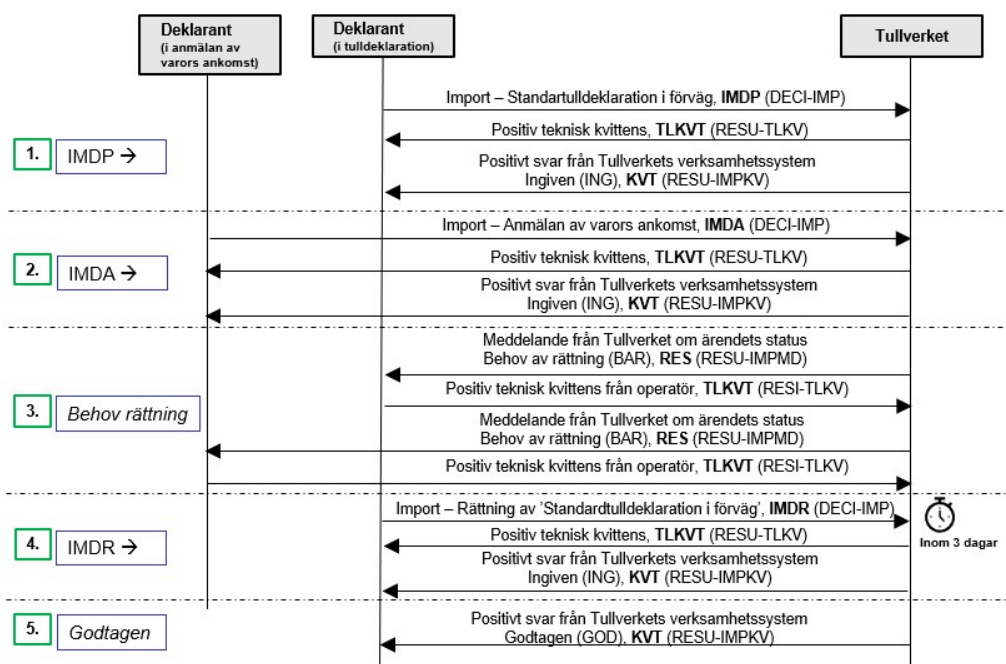 Deklarant
(i anmälan av
varors ankomst)
Deklarant
(i tulldeklaration)
Tullverket
Import – Standartulldeklaration i förväg, IMDP (DECI-IMP)
Positiv teknisk kvittens, TLKVT (RESU-TLKV)
1.
IMDP →
Positivt svar från Tullverkets verksamhetssystem
Ingiven (ING), KVT (RESU-IMPKV)
Import – Anmälan av varors ankomst, IMDA (DECI-IMP)
Positiv teknisk kvittens, TLKVT (RESU-TLKV)
2.
IMDA →
Positivt svar från Tullverkets verksamhetssystem
Ingiven (ING), KVT (RESU-IMPKV)
Meddelande från Tullverket om ärendets status
Behov av rättning (BAR), RES (RESU-IMPMD)
Positiv teknisk kvittens från operatör, TLKVT (RESI-TLKV)
3.
Behov rättning
Meddelande från Tullverket om ärendets status
Behov av rättning (BAR), RES (RESU-IMPMD)
Positiv teknisk kvittens från operatör, TLKVT (RESI-TLKV)
Import – Rättning av 'Standardtulldeklaration i förväg', IMDR (DECI-IMP)
Positiv teknisk kvittens, TLKVT (RESU-TLKV)
Inom 3 dagar
4.
IMDR →
Positivt svar från Tullverkets verksamhetssystem
Ingiven (ING), KVT (RESU-IMPKV)
5.
Godtagen
Positivt svar från Tullverkets verksamhetssystem
Godtagen (GOD), KVT (RESU-IMPKV)